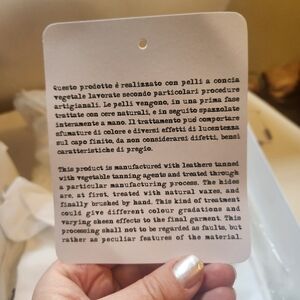 Questo prodotto è realizzato con pelli a concia
vegetale lavorate secondo particolari procedure
artigianali. Le pelli vengono, in una prima fase
trattate con cere naturali, e in seguito spazzolate
interamente a mano. Il trattamento può comportare
sfumature di colore e diversi effetti di lucentezza
sul capo finito, da non considerarsi difetti, bensì
caratteristiche di pregio.
This product is manufactured with leathers tanned
with vegetable tanning agents and treated through
a particular manufacturing process. The hides
are, at first, treated with natural waxes, and
finally brushed by hand. This kind of treatment
could give different colour gradations and
varying sheen effects to the final garment. This
processing shall not to be regarded as faults, but
rather as peculiar features of the material.